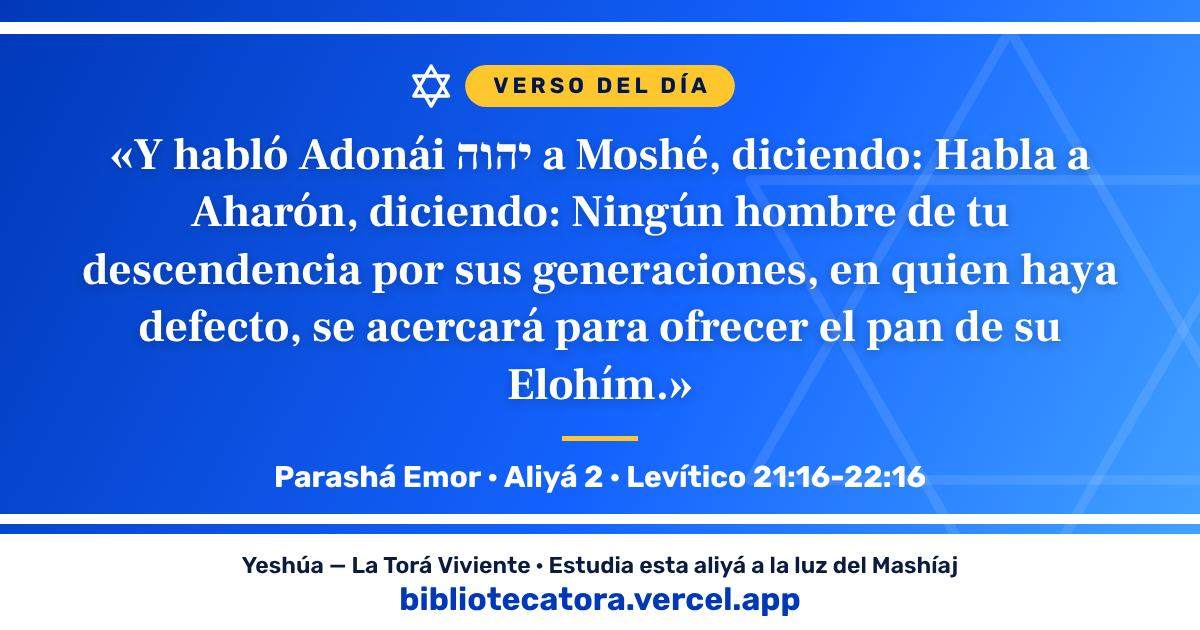 VERSO DEL DÍA
«Y habló Adonái יהוה a Moshé, diciendo: Habla a
Aharón, diciendo: Ningún hombre de tu
descendencia por sus generaciones, en quien haya
defecto, se acercará para ofrecer el pan de su
Elohím.»
Parashá Emor • Aliyá 2 • Levítico 21:16-22:16
Yeshúa — La Torá Viviente • Estudia esta aliyá a la luz del Mashíaj
bibliotecatora.vercel.app